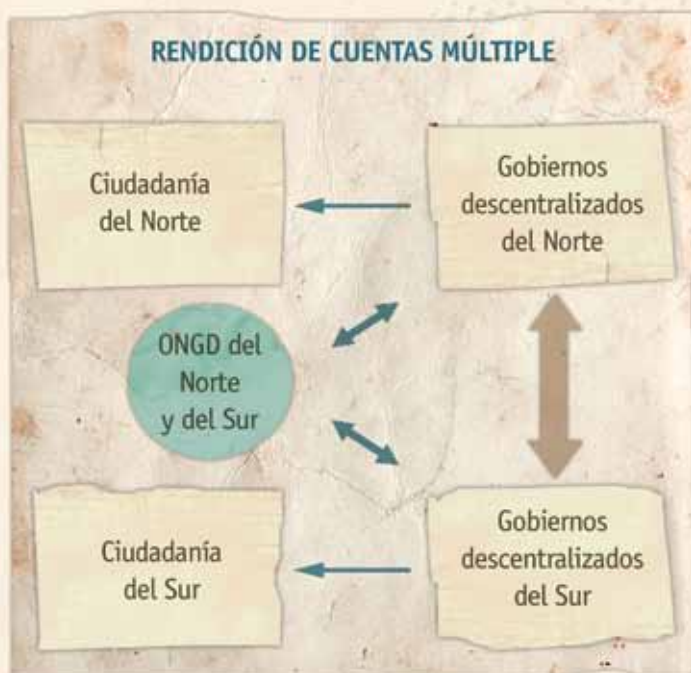 RENDICIÓN DE CUENTAS MÚLTIPLE
Ciudadanía
del Norte
Gobiernos
descentralizados
del Norte
ONGD del
Norte
y del Sur
Ciudadanía
del Sur
Gobiernos
descentralizados
del Sur